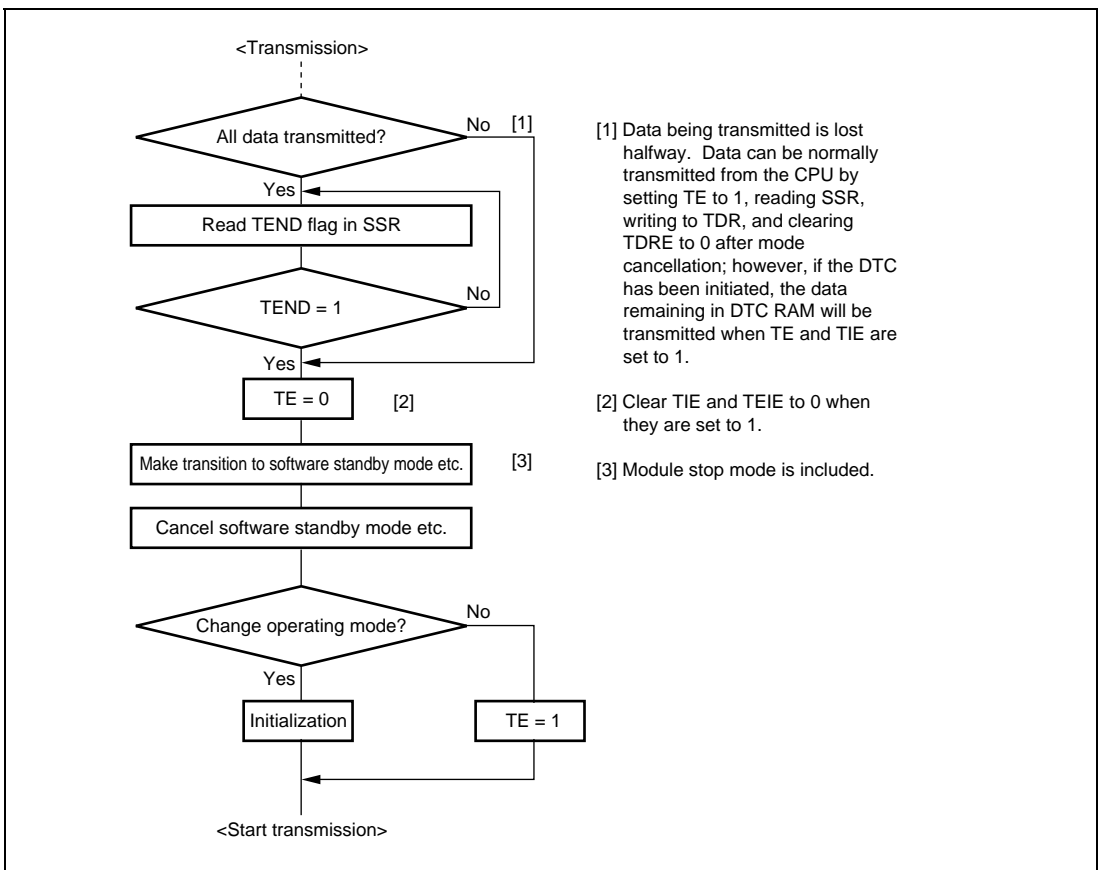 <Transmission>
All data transmitted?
No [1]
Yes
Read TEND flag in SSR
TEND = 1
No
Yes
TE = 0 [2]
Make transition to software standby mode etc. [3]
Cancel software standby mode etc.
Change operating mode?
No
Yes
Initialization
TE = 1
<Start transmission>
[1] Data being transmitted is lost
halfway. Data can be normally
transmitted from the CPU by
setting TE to 1, reading SSR,
writing to TDR, and clearing
TDRE to 0 after mode
cancellation; however, if the DTC
has been initiated, the data
remaining in DTC RAM will be
transmitted when TE and TIE are
set to 1.
[2] Clear TIE and TEIE to 0 when
they are set to 1.
[3] Module stop mode is included.